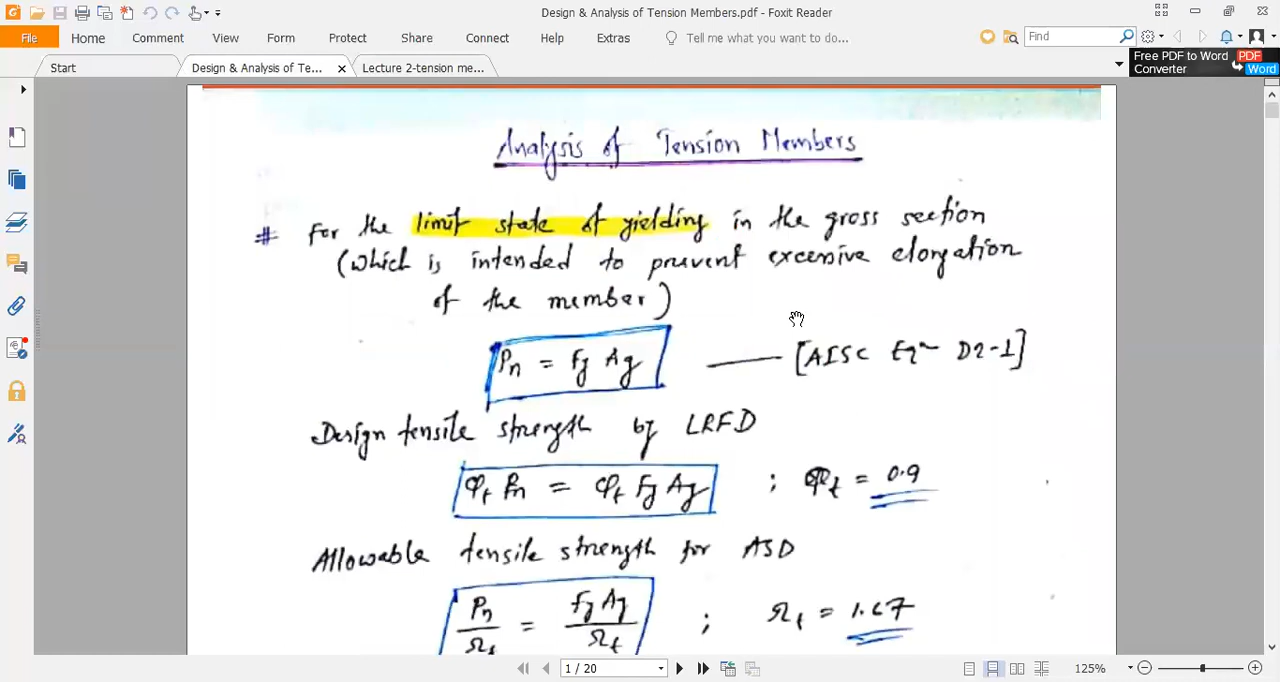 Design & Analysis of Tension Members.pdf - Foxit Reader
File Home Comment View Form Protect Share Connect Help Extras Tell me what you want to do... Find
Start Design & Analysis of Te... Lecture 2-tension me...
Free PDF to Word
Converter
PDF
Word
Analysis of Tension Members
# For the limit state of yielding in the gross section
(which is intended to prevent excessive elongation
of the member)
Pn = Fy Ag —— [AISC Eqn D2-1]
Design tensile strength by LRFD
φt Pn = φt Fy Ag ; φt = 0.9
Allowable tensile strength for ASD
Pn/Ωt = Fy Ag/Ωt ; Ωt = 1.67
1 / 20
125%